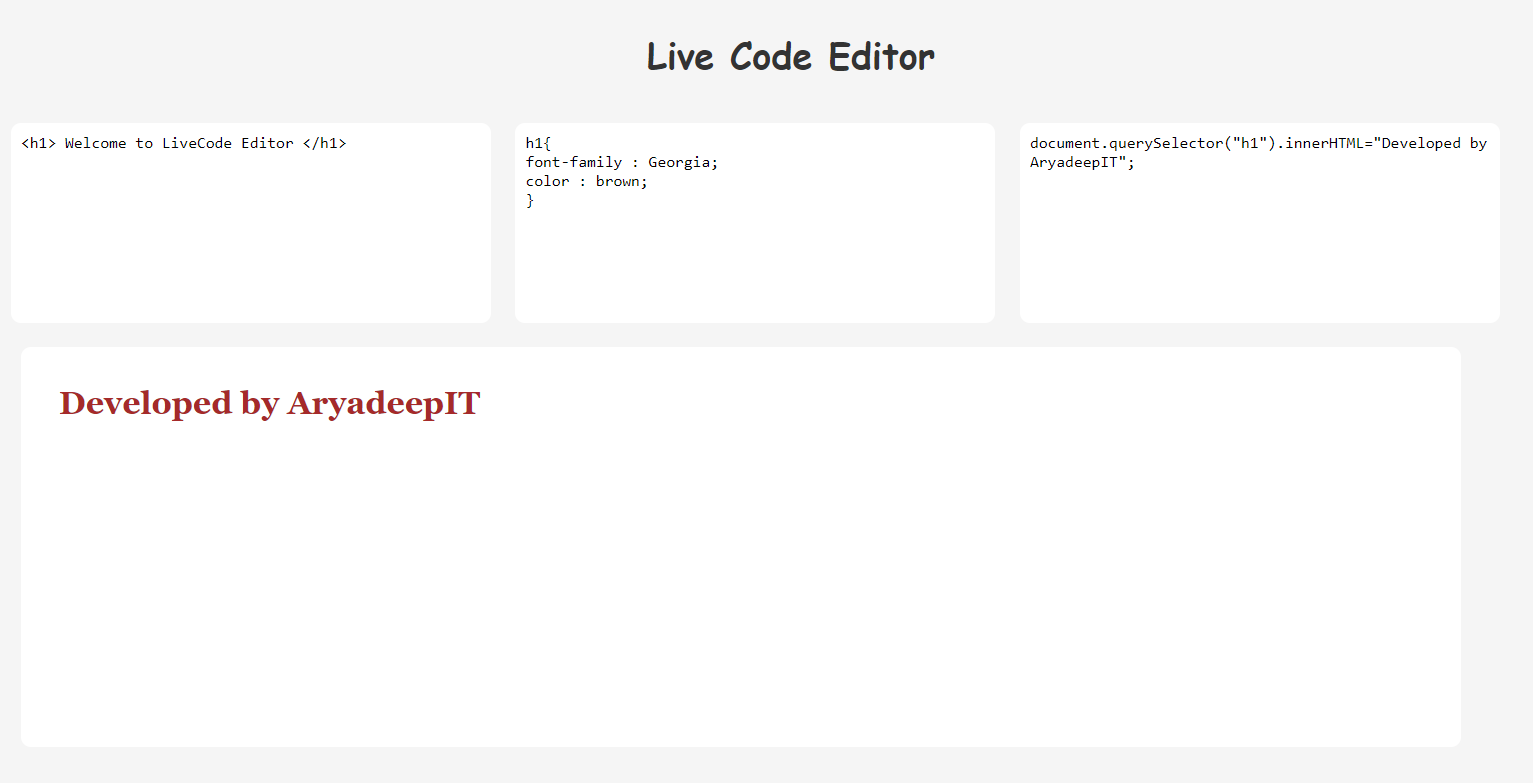 Live Code Editor
<h1> Welcome to LiveCode Editor </h1>
h1{
font-family : Georgia;
color : brown;
}
document.querySelector("h1").innerHTML="Developed by
AryadeepIT";
Developed by AryadeepIT